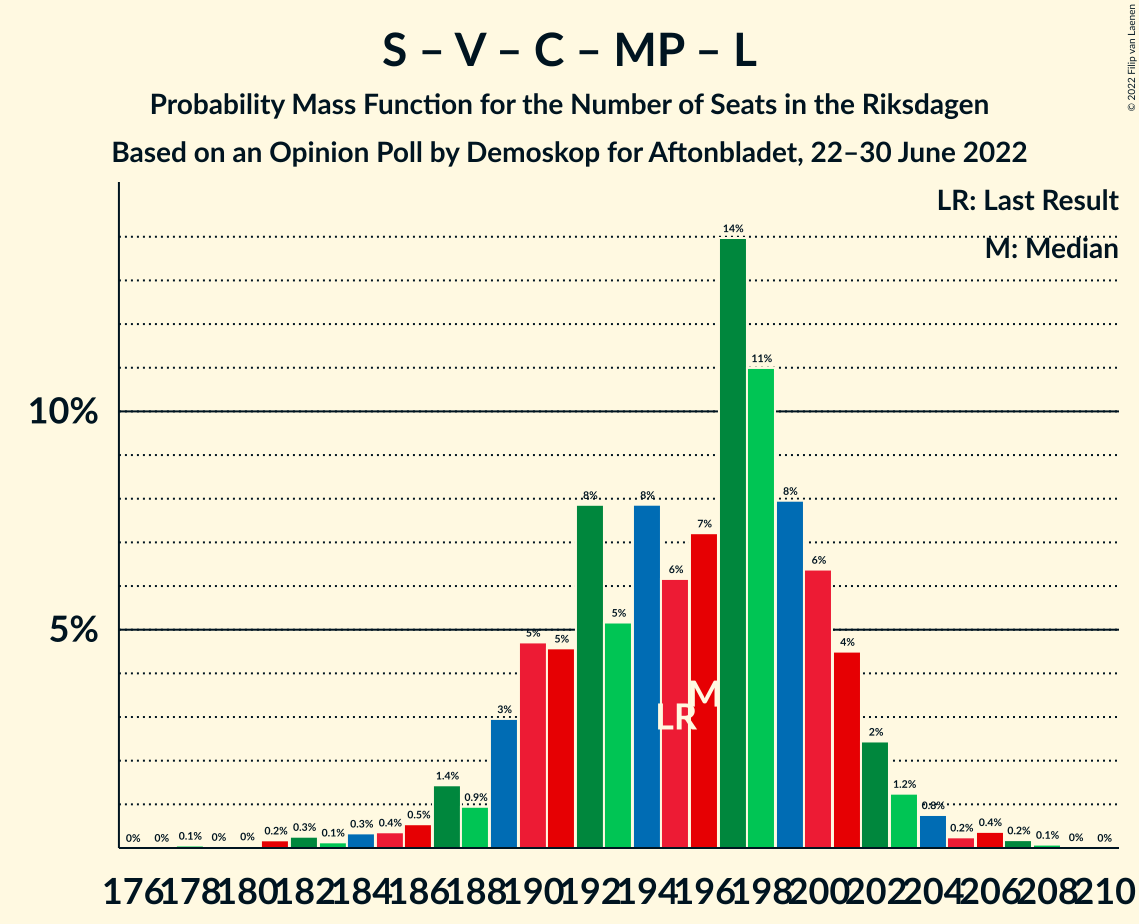 S – V – C – MP – L
Probability Mass Function for the Number of Seats in the Riksdagen
Based on an Opinion Poll by Demoskop for Aftonbladet, 22–30 June 2022
© 2022 Filip van Laenen
LR: Last Result
M: Median
10%
5%
0% 0% 0.1% 0% 0% 0.2% 0.3% 0.1% 0.3% 0.4% 0.5% 1.4% 0.9% 3% 5% 5% 8% 5% 8% 6% 7% 14% 11% 8% 6% 4% 2% 1.2% 0.8% 0.2% 0.4% 0.2% 0.1% 0% 0%
LR
M
176 178 180 182 184 186 188 190 192 194 196 198 200 202 204 206 208 210